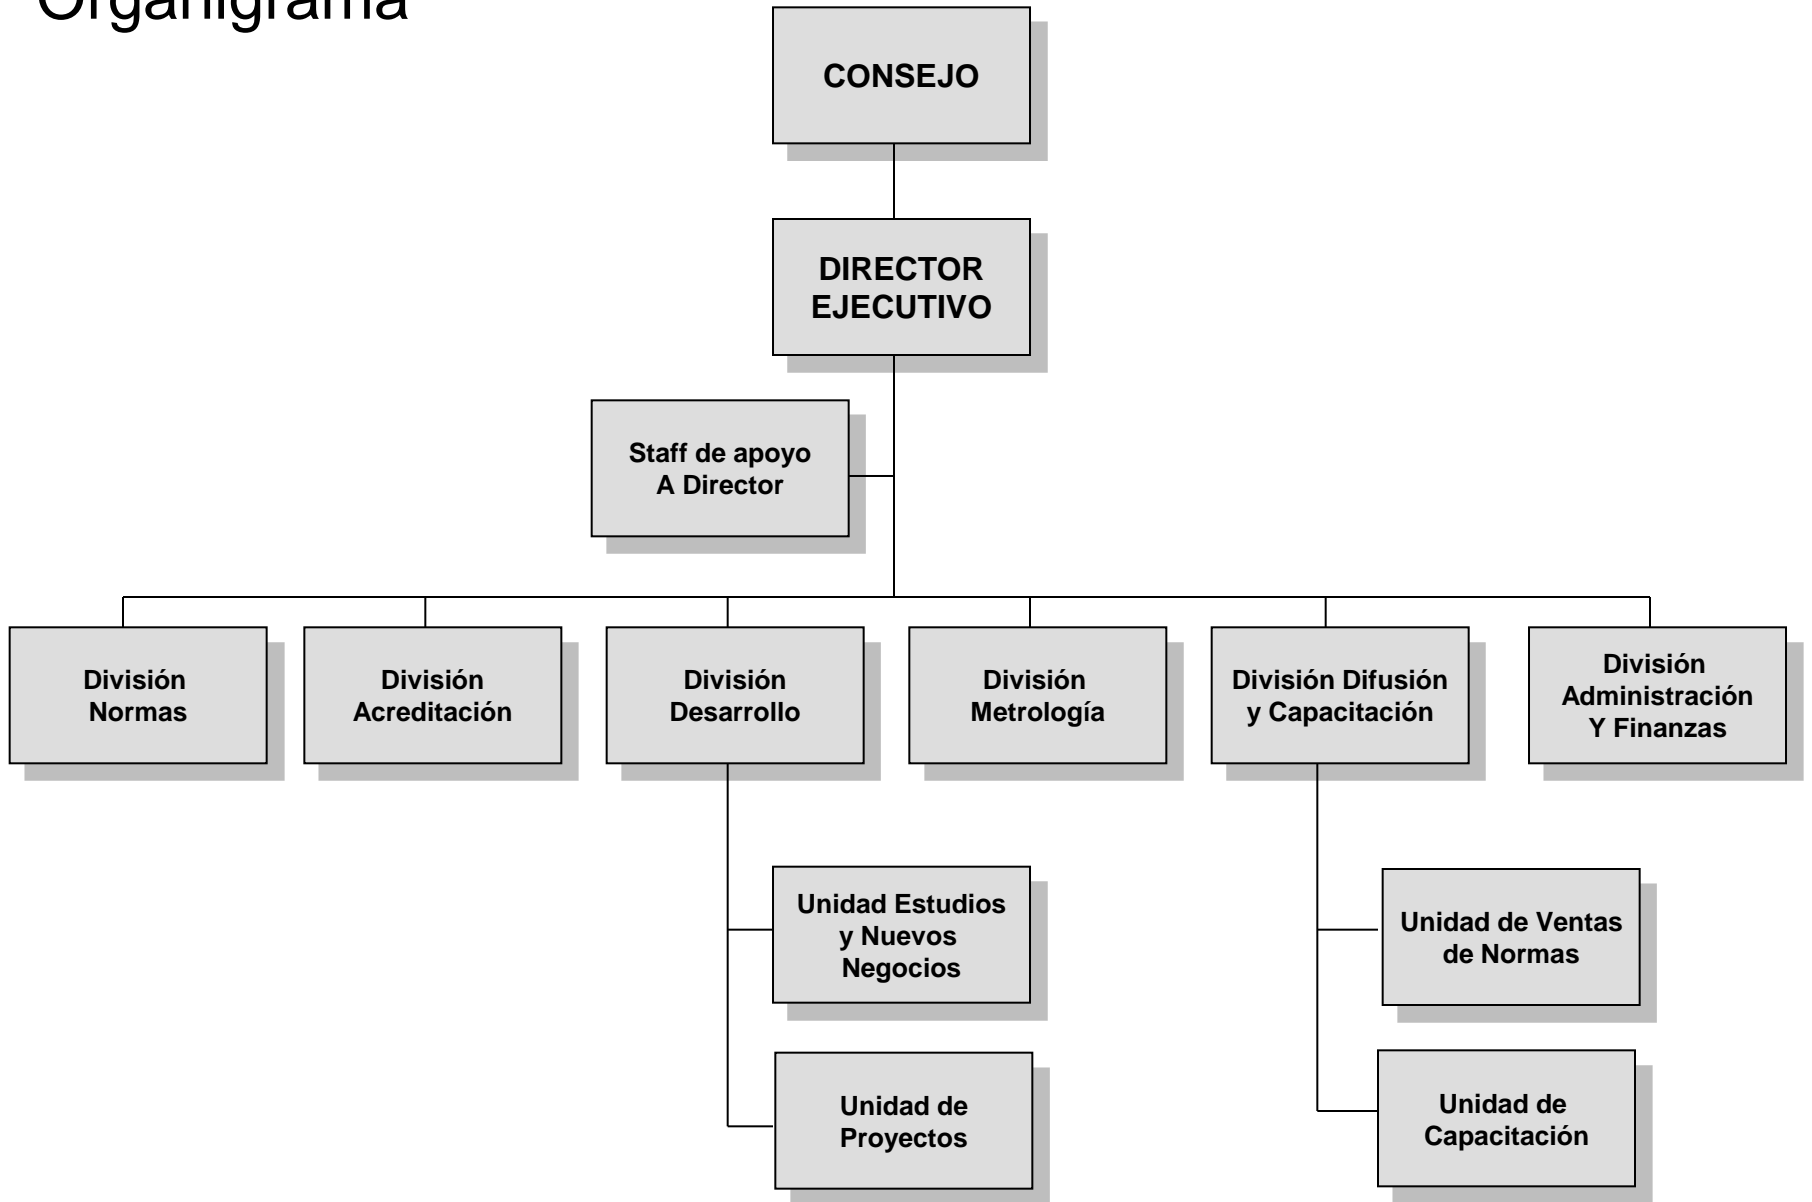 Organigrama
CONSEJO
DIRECTOR
EJECUTIVO
Staff de apoyo
A Director
División
Normas
División
Acreditación
División
Desarrollo
División
Metrología
División Difusión
y Capacitación
División
Administración
Y Finanzas
Unidad Estudios
y Nuevos
Negocios
Unidad de Ventas
de Normas
Unidad de
Proyectos
Unidad de
Capacitación